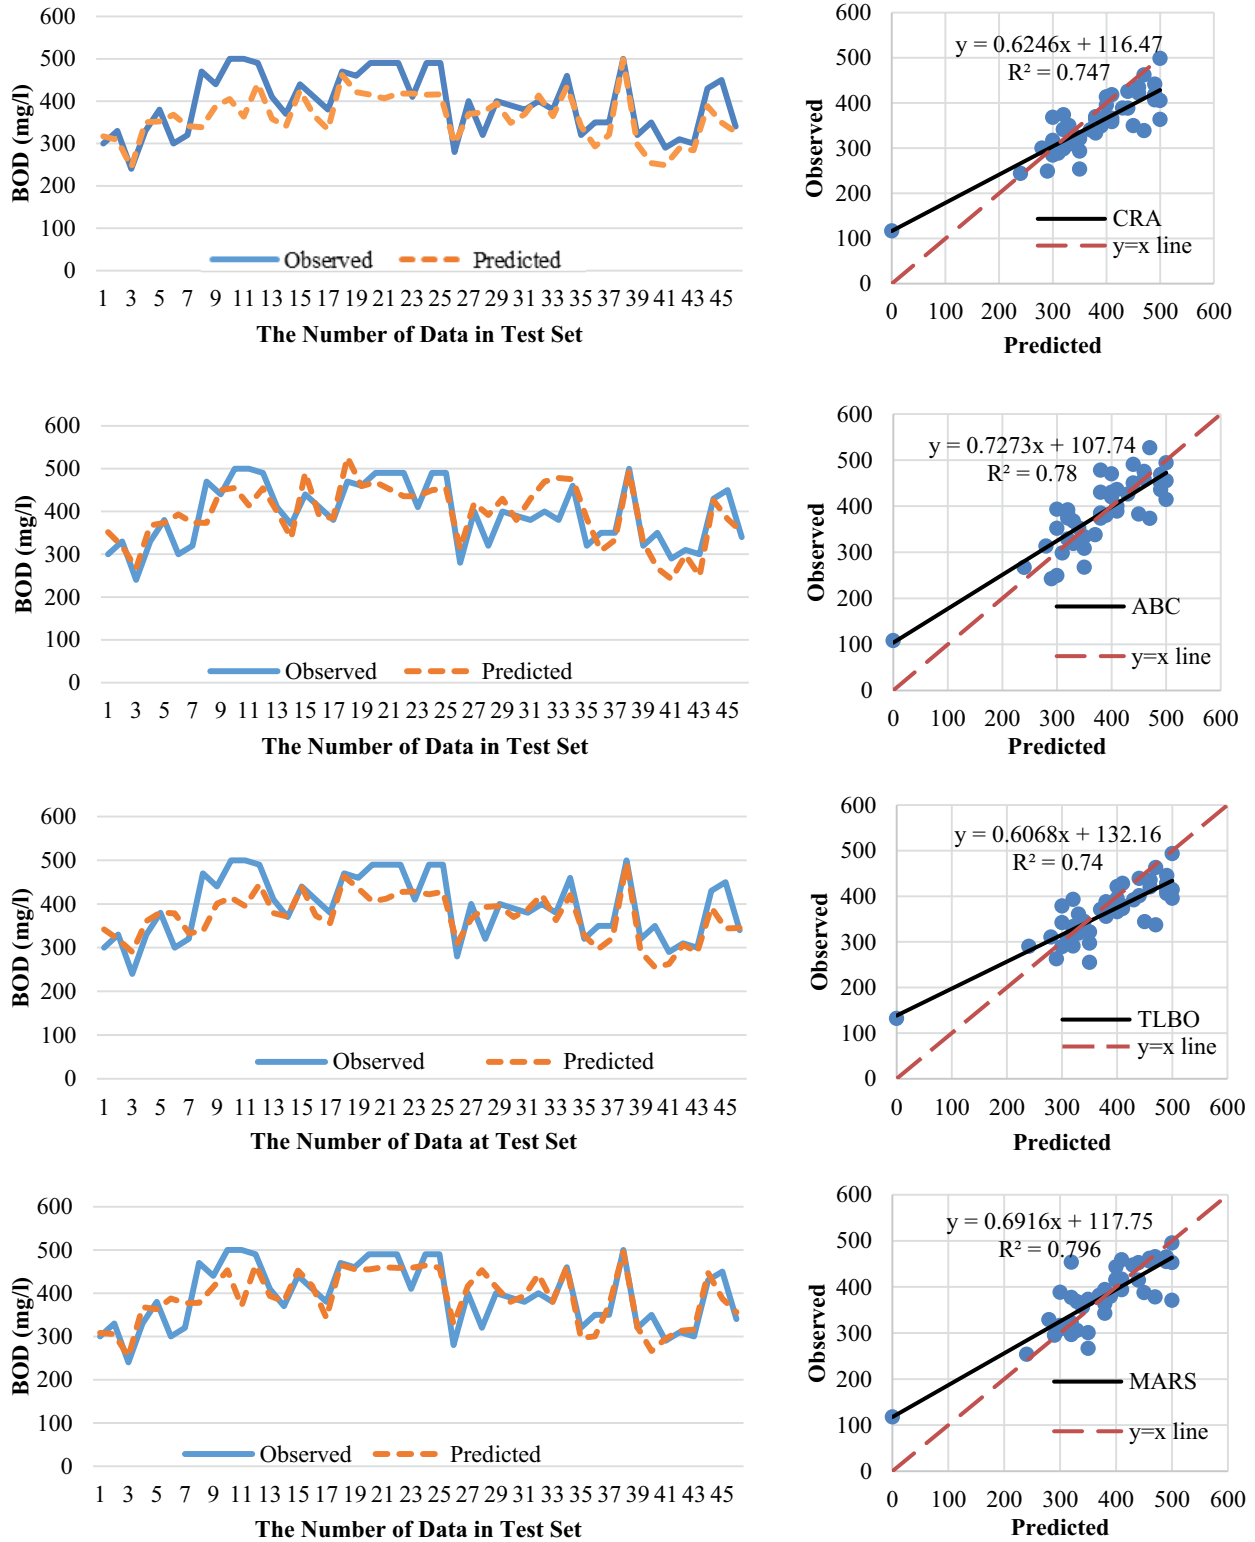 600
500
400
300
200
100
0
BOD (mg/l)
Observed
Predicted
1 3 5 7 9 11 13 15 17 19 21 23 25 27 29 31 33 35 37 39 41 43 45
The Number of Data in Test Set
600
500
400
300
200
100
0
Observed
y = 0.6246x + 116.47
R² = 0.747
CRA
y=x line
0 100 200 300 400 500 600
Predicted
600
500
400
300
200
100
0
BOD (mg/l)
Observed
Predicted
1 3 5 7 9 11 13 15 17 19 21 23 25 27 29 31 33 35 37 39 41 43 45
The Number of Data in Test Set
600
500
400
300
200
100
0
Observed
y = 0.7273x + 107.74
R² = 0.78
ABC
y=x line
0 100 200 300 400 500 600
Predicted
600
500
400
300
200
100
0
BOD (mg/l)
Observed
Predicted
1 3 5 7 9 11 13 15 17 19 21 23 25 27 29 31 33 35 37 39 41 43 45
The Number of Data at Test Set
600
500
400
300
200
100
0
Observed
y = 0.6068x + 132.16
R² = 0.74
TLBO
y=x line
0 100 200 300 400 500 600
Predicted
600
500
400
300
200
100
0
BOD (mg/l)
Observed
Predicted
1 3 5 7 9 11 13 15 17 19 21 23 25 27 29 31 33 35 37 39 41 43 45
The Number of Data in Test Set
600
500
400
300
200
100
0
Observed
y = 0.6916x + 117.75
R² = 0.796
MARS
y=x line
0 100 200 300 400 500 600
Predicted